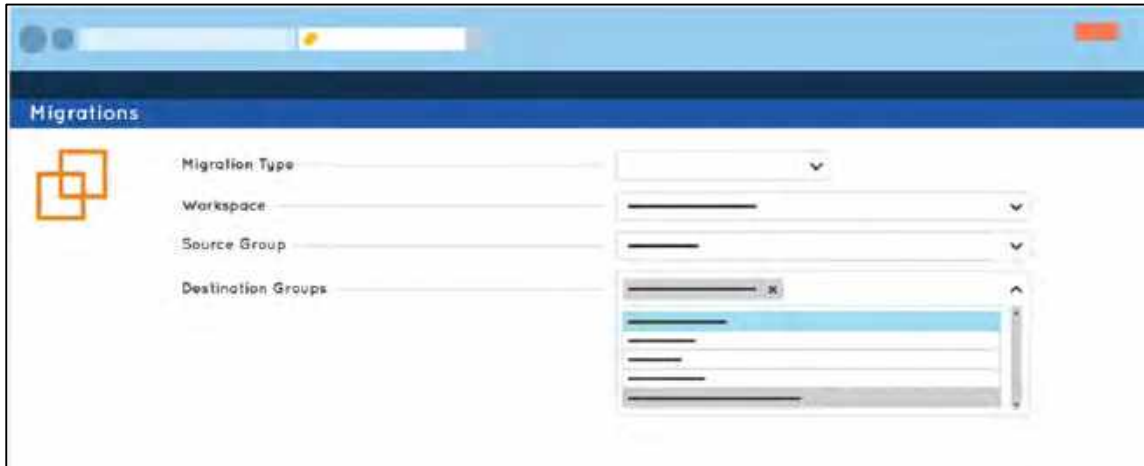 Migrations
Migration Type
Workspace
Source Group
Destination Groups